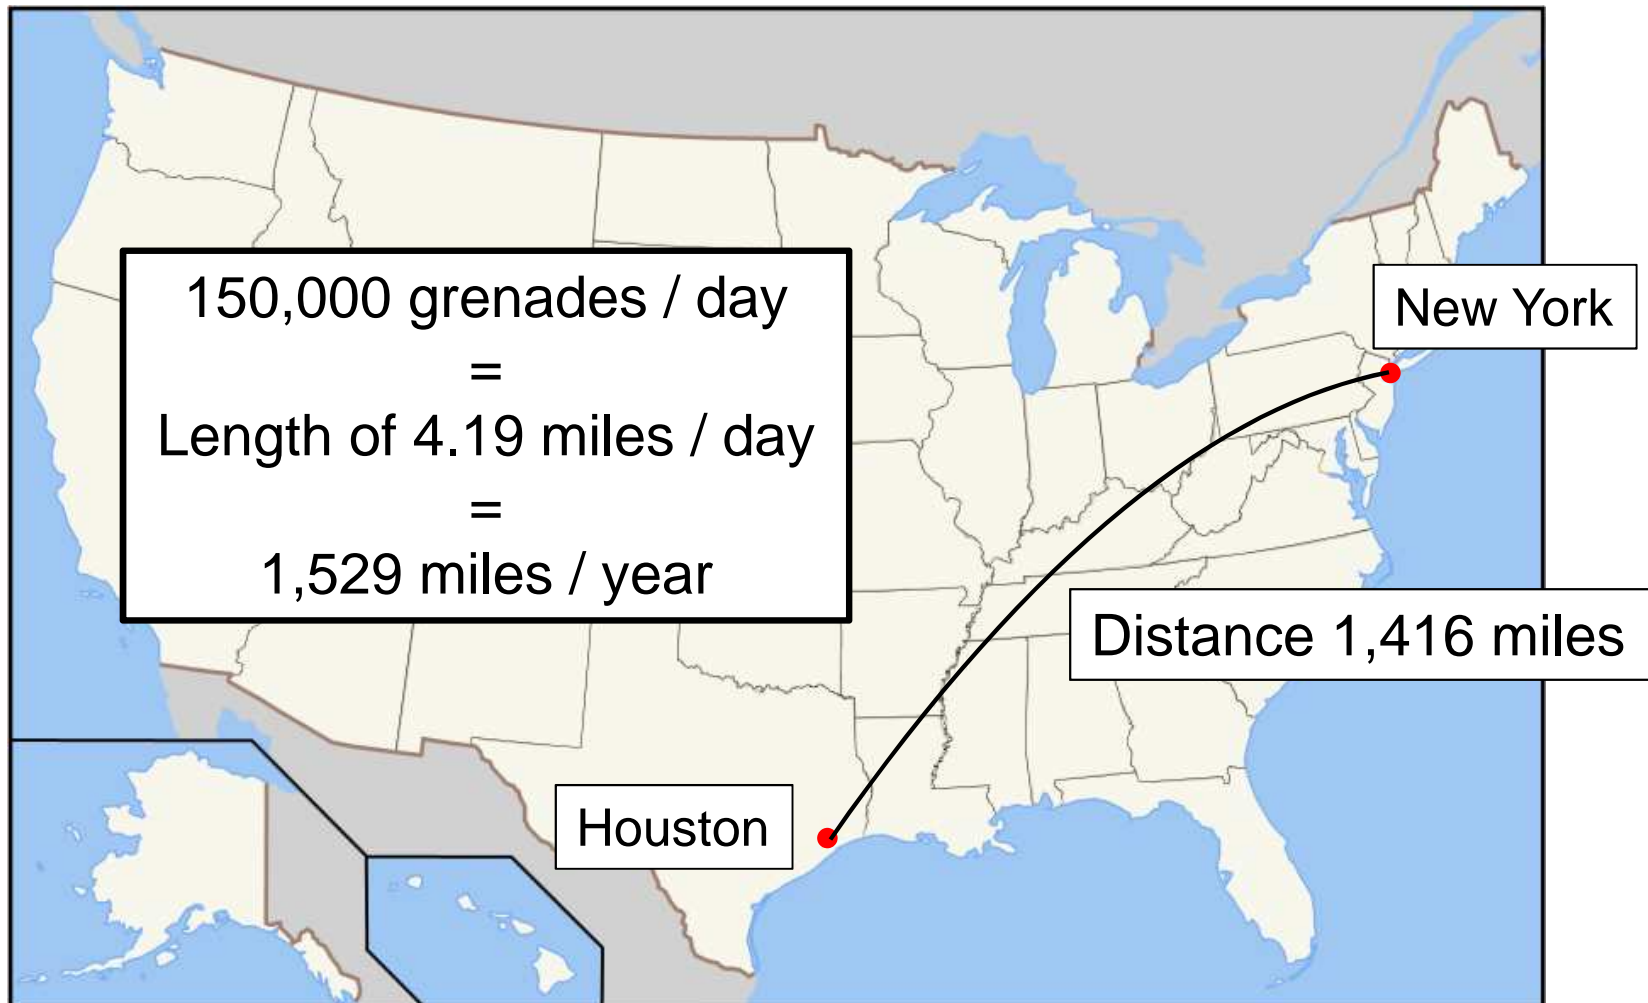 150,000 grenades / day
=
Length of 4.19 miles / day
=
1,529 miles / year
New York
Distance 1,416 miles
Houston